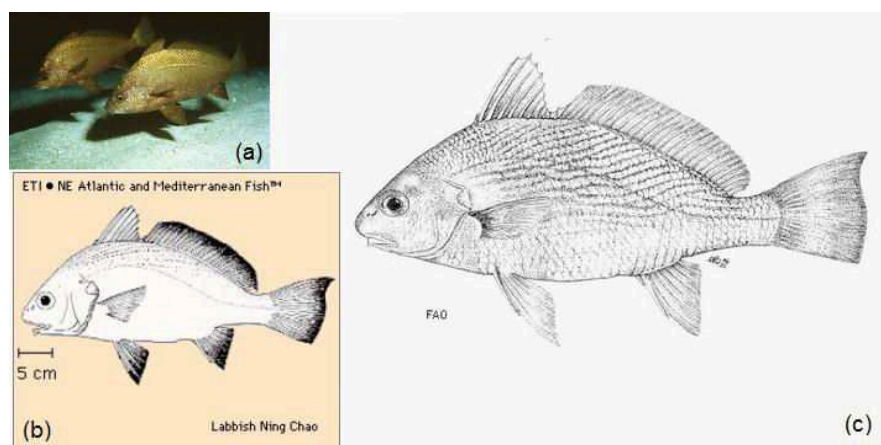 (a)
ETI ● NE Atlantic and Mediterranean Fish™
5 cm
(b)
Labbish Ning Chao
FAO
(c)